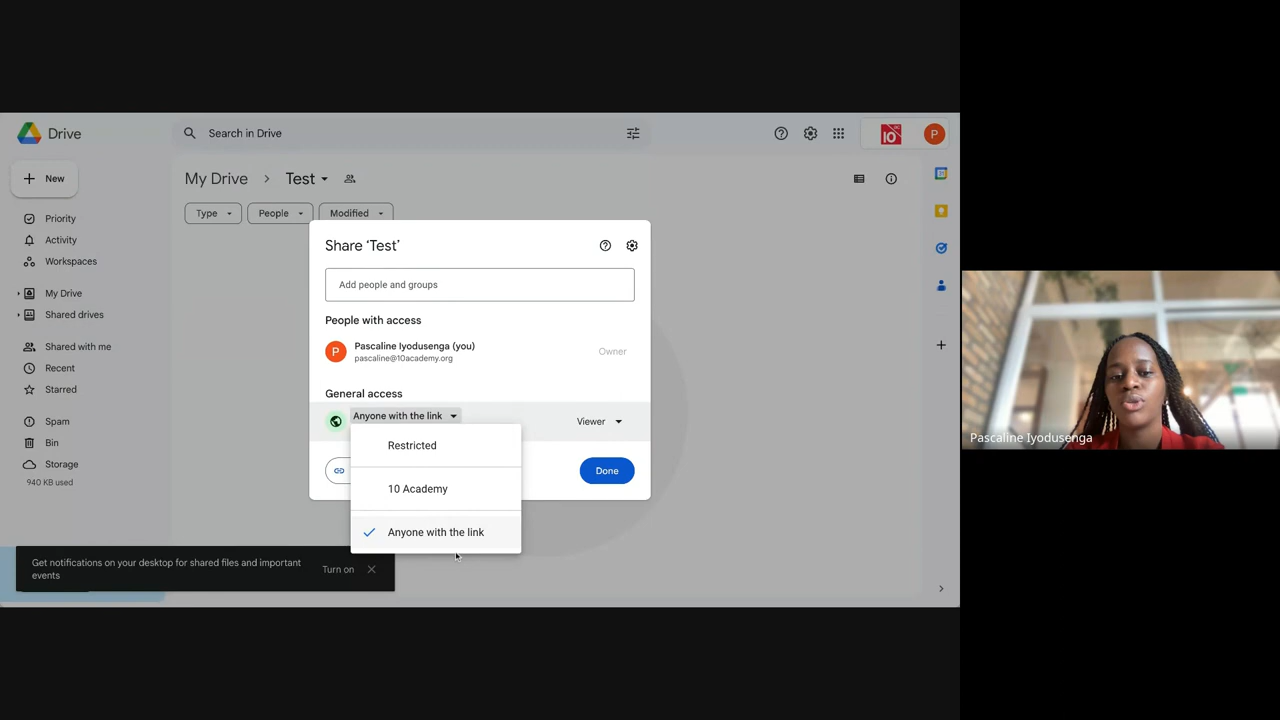 Drive
Search in Drive
10
P
New
My Drive > Test
Type
People
Modified
Priority
Activity
Workspaces
My Drive
Shared drives
Shared with me
Recent
Starred
Spam
Bin
Storage
940 KB used
Share ‘Test’
Add people and groups
People with access
P
Pascaline Iyodusenga (you)
pascaline@10academy.org
Owner
General access
Anyone with the link
Viewer
Restricted
10 Academy
Anyone with the link
Done
Get notifications on your desktop for shared files and important
events
Turn on
Pascaline Iyodusenga